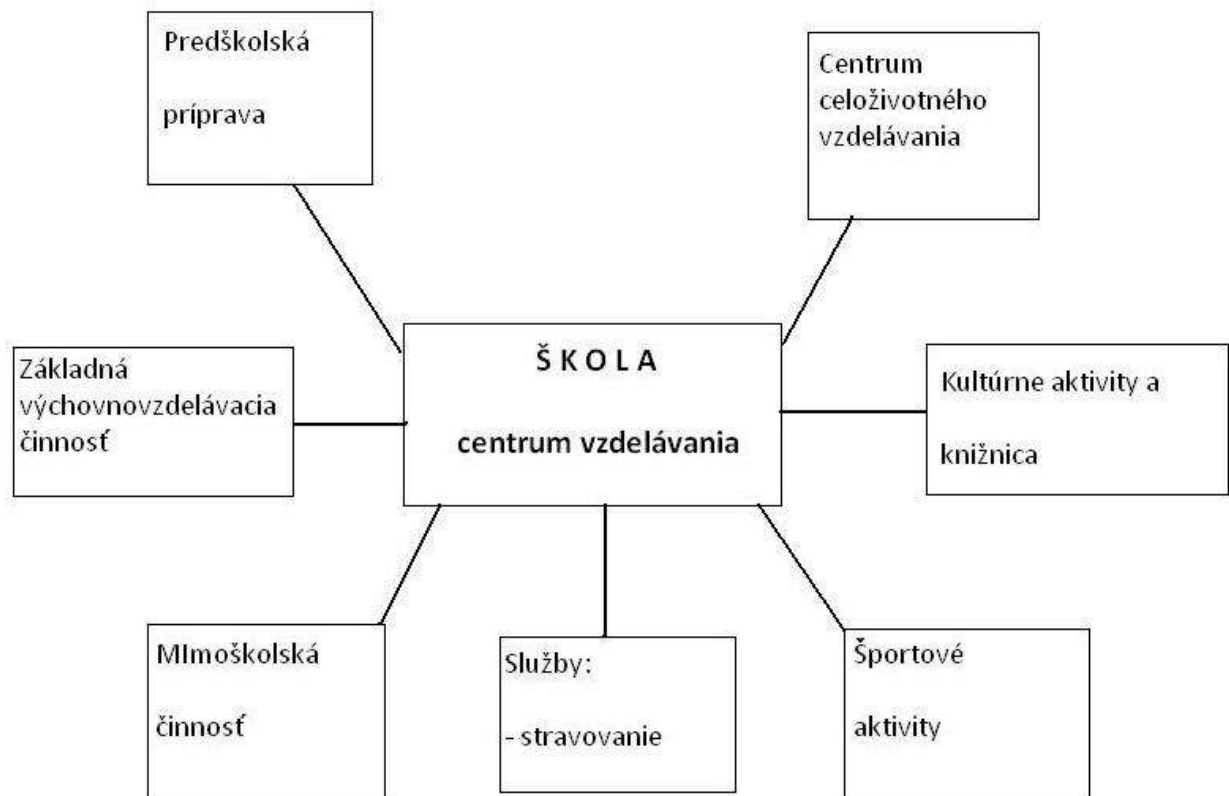 Predškolská
príprava
Centrum
celoživotného
vzdelávania
Š K O L A
centrum vzdelávania
Základná
výchovnovzdelávacia
činnosť
Kultúrne aktivity a
knižnica
MImoškolská
činnosť
Služby:
- stravovanie
Športové
aktivity